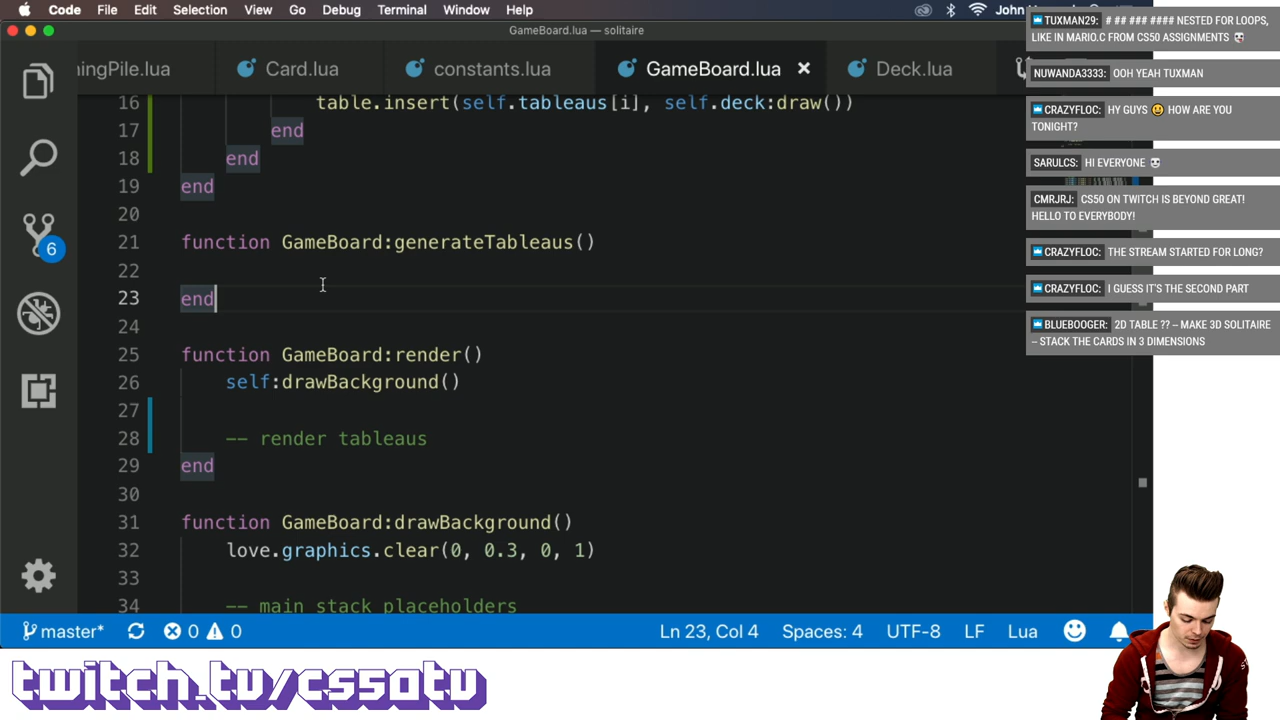 Code File Edit Selection View Go Debug Terminal Window Help John
GameBoard.lua — solitaire
ningPile.lua Card.lua constants.lua GameBoard.lua Deck.lua
16 table.insert(self.tableaus[i], self.deck:draw())
17 end
18 end
19 end
20
21 function GameBoard:generateTableaus()
22
23 end
24
25 function GameBoard:render()
26 self:drawBackground()
27
28 -- render tableaus
29 end
30
31 function GameBoard:drawBackground()
32 love.graphics.clear(0, 0.3, 0, 1)
33
34 -- main stack placeholders
6
master* 0 0 Ln 23, Col 4 Spaces: 4 UTF-8 LF Lua
TUXMAN29: # ## ### #### NESTED FOR LOOPS,
LIKE IN MARIO.C FROM CS50 ASSIGNMENTS
NUWANDA3333: OOH YEAH TUXMAN
CRAZYFLOC: HY GUYS HOW ARE YOU
TONIGHT?
SARULCS: HI EVERYONE
CMRJRJ: CS50 ON TWITCH IS BEYOND GREAT!
HELLO TO EVERYBODY!
CRAZYFLOC: THE STREAM STARTED FOR LONG?
CRAZYFLOC: I GUESS IT'S THE SECOND PART
BLUEBOOGER: 2D TABLE ?? -- MAKE 3D SOLITAIRE
-- STACK THE CARDS IN 3 DIMENSIONS
twitch.tv/cs50tv